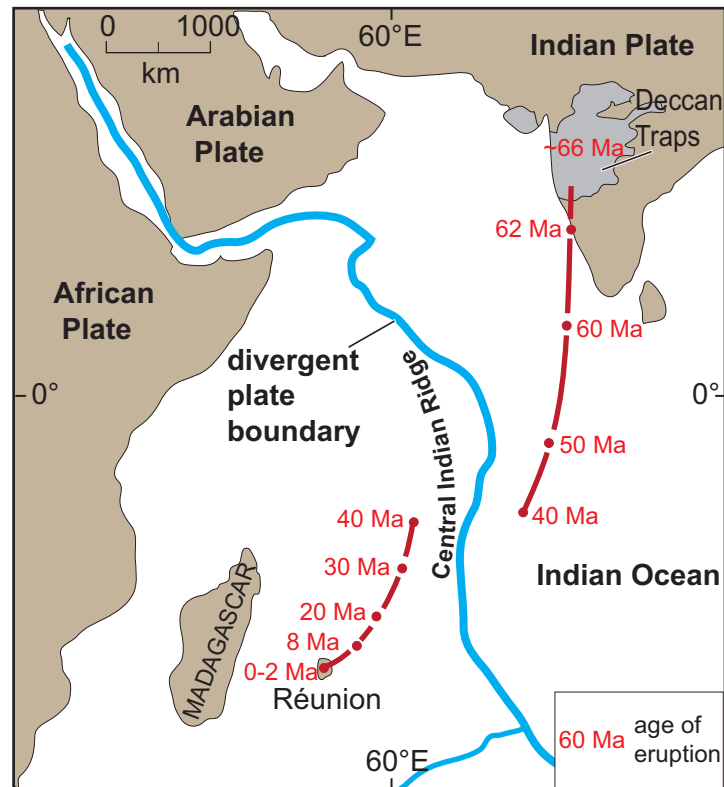 0 1000
km
60°E
Indian Plate
Deccan
Traps
~66 Ma
Arabian
Plate
62 Ma
African
Plate
60 Ma
divergent
plate
boundary
Central Indian Ridge
0°
0°
50 Ma
40 Ma
40 Ma
30 Ma
Indian Ocean
20 Ma
8 Ma
0-2 Ma
MADAGASCAR
Réunion
60 Ma
age of
eruption
60°E